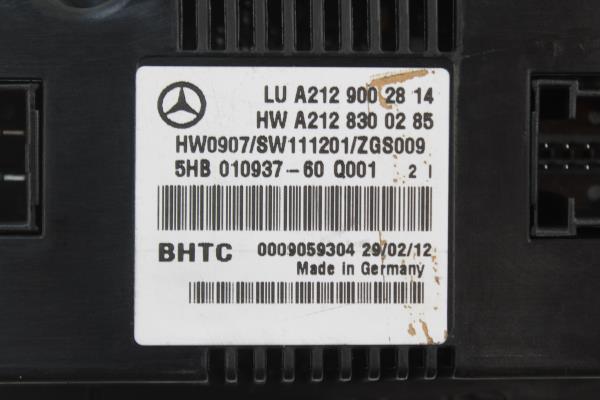 LU A212 900 28 14
HW A212 830 02 85
HW0907/SW111201/ZGS009
5HB 010937-60 Q001 21
BHTC 0009059304 29/02/12
Made in Germany